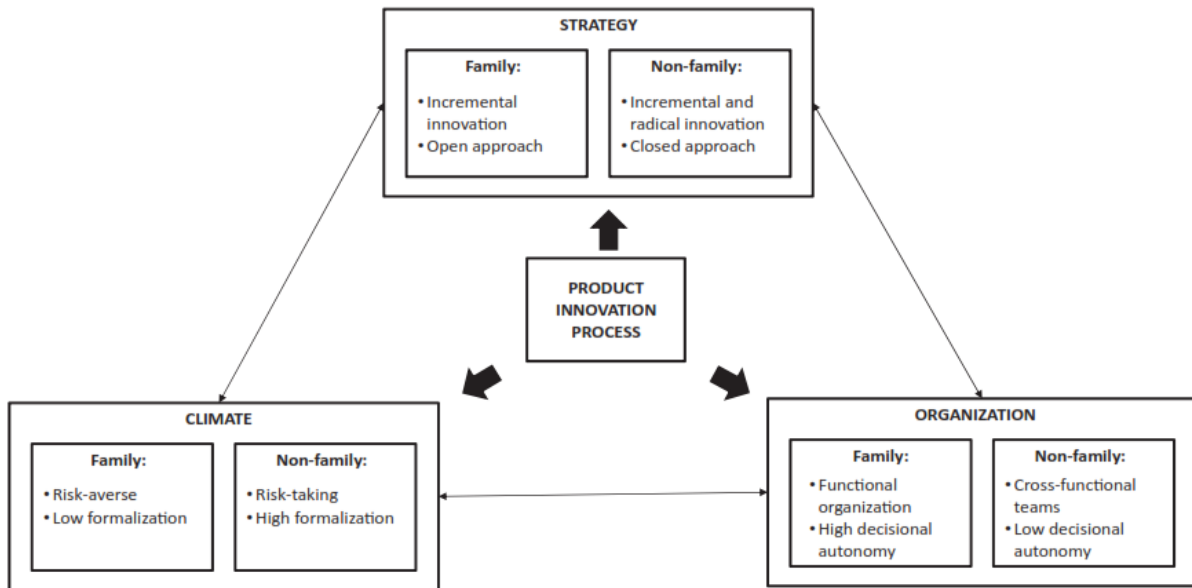 STRATEGY
Family:
• Incremental
innovation
• Open approach
Non-family:
• Incremental and
radical innovation
• Closed approach
PRODUCT
INNOVATION
PROCESS
CLIMATE
Family:
• Risk-averse
• Low formalization
Non-family:
• Risk-taking
• High formalization
ORGANIZATION
Family:
• Functional
organization
• High decisional
autonomy
Non-family:
• Cross-functional
teams
• Low decisional
autonomy